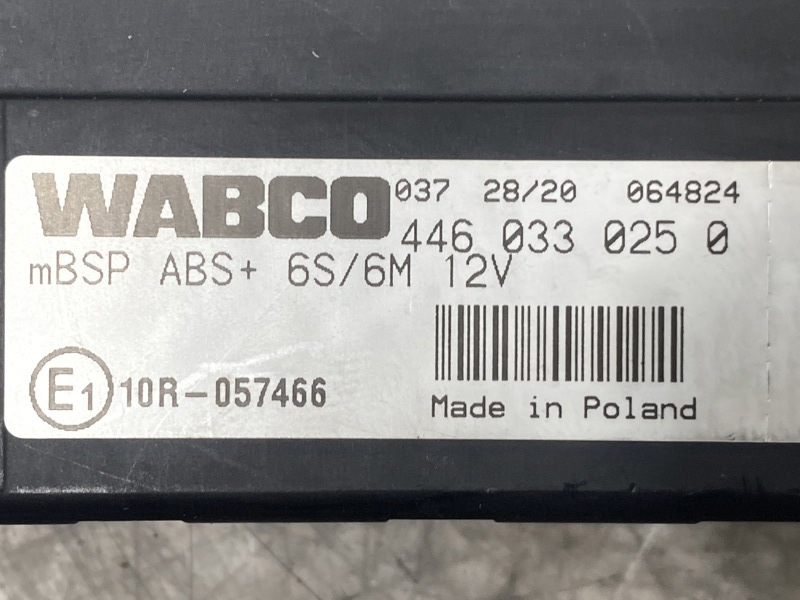 WABCO 037 28/20 064824
446 033 025 0
mBSP ABS+ 6S/6M 12V
E1 10R-057466
Made in Poland